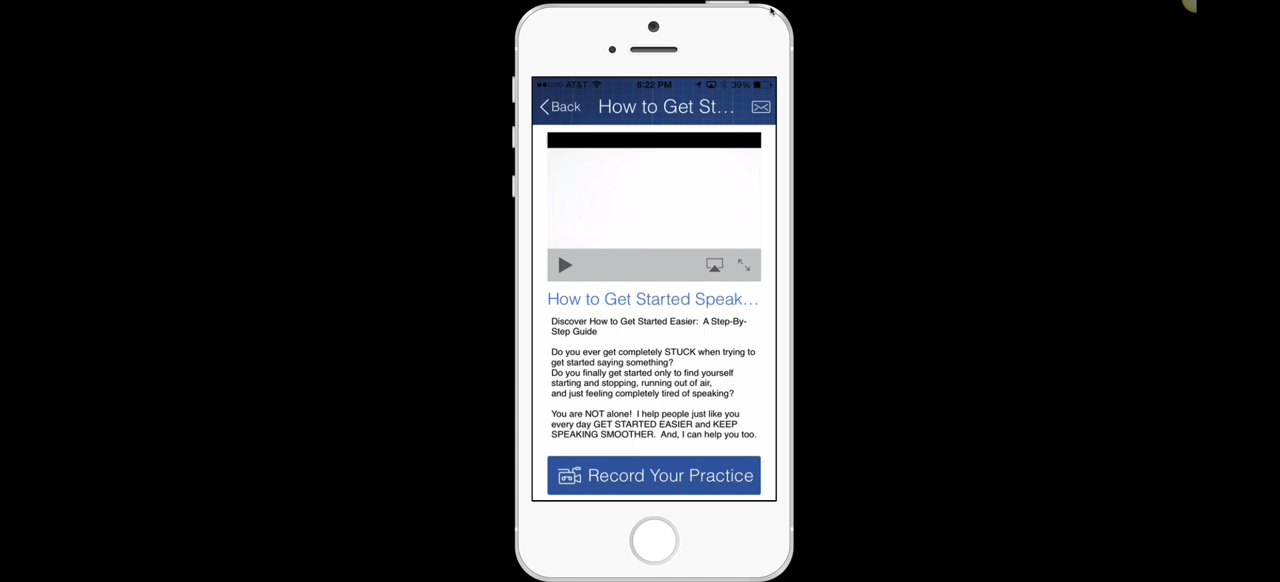 AT&T 8:22 PM 39%
Back How to Get St...
How to Get Started Speak...
Discover How to Get Started Easier: A Step-By-
Step Guide
Do you ever get completely STUCK when trying to
get started saying something?
Do you finally get started only to find yourself
starting and stopping, running out of air,
and just feeling completely tired of speaking?
You are NOT alone! I help people just like you
every day GET STARTED EASIER and KEEP
SPEAKING SMOOTHER. And, I can help you too.
Record Your Practice